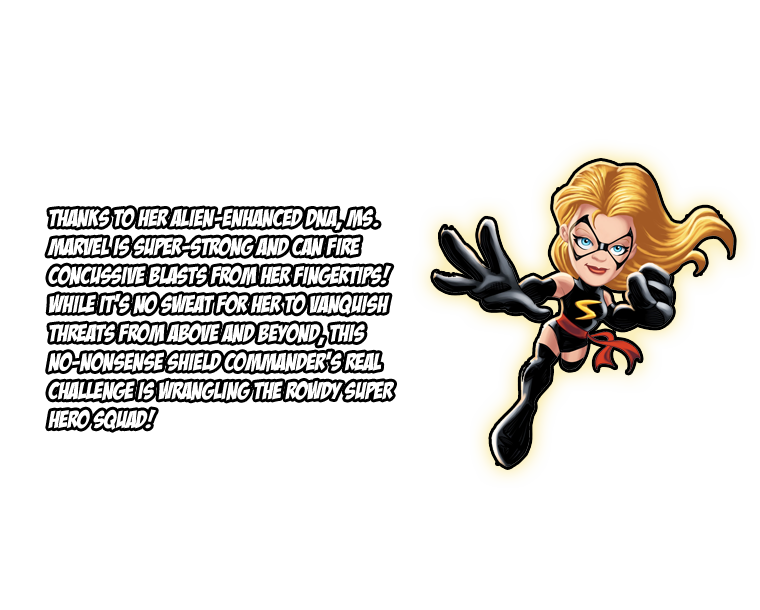 THANKS TO HER ALIEN-ENHANCED DNA, MS.
MARVEL IS SUPER-STRONG AND CAN FIRE
CONCUSSIVE BLASTS FROM HER FINGERTIPS!
WHILE IT'S NO SWEAT FOR HER TO VANQUISH
THREATS FROM ABOVE AND BEYOND, THIS
NO-NONSENSE SHIELD COMMANDER'S REAL
CHALLENGE IS WRANGLING THE ROWDY SUPER
HERO SQUAD!